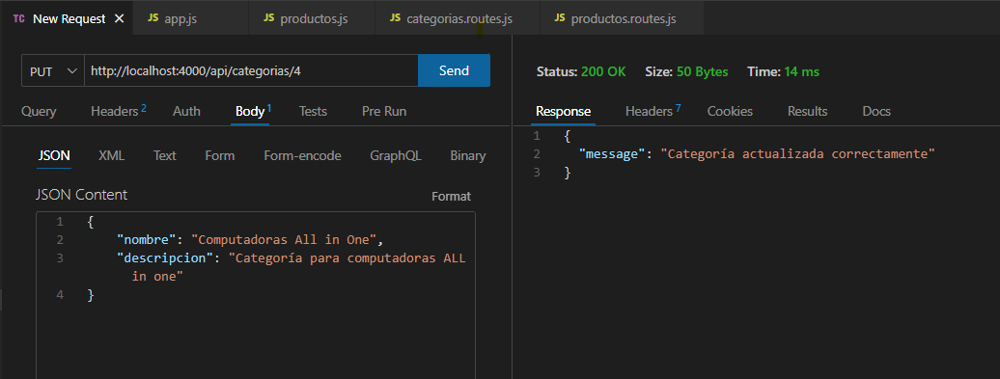 TC New Request ✕ JS app.js JS productos.js JS categorias.routes.js JS productos.routes.js
PUT http://localhost:4000/api/categorias/4 Send
Status: 200 OK Size: 50 Bytes Time: 14 ms
Query Headers 2 Auth Body 1 Tests Pre Run
Response Headers 7 Cookies Results Docs
JSON XML Text Form Form-encode GraphQL Binary
JSON Content Format
1 {
2 "nombre": "Computadoras All in One",
3 "descripcion": "Categoría para computadoras ALL
in one"
4 }
1 {
2 "message": "Categoría actualizada correctamente"
3 }